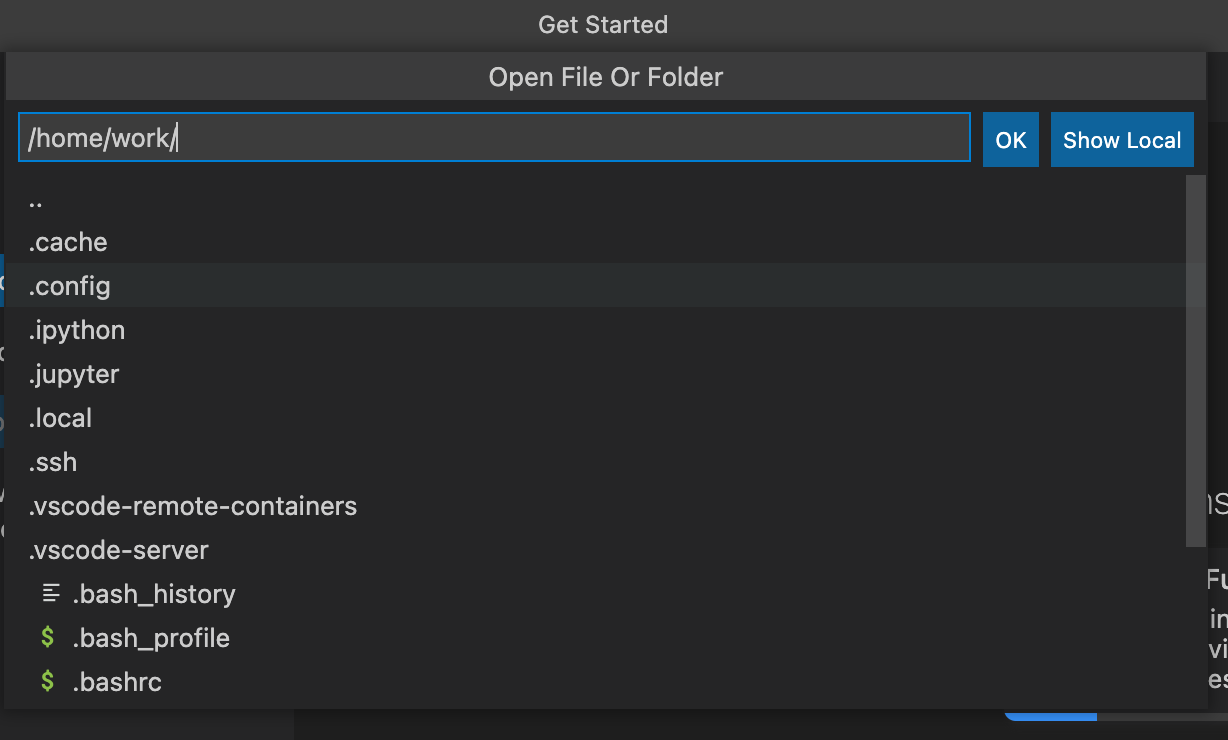 Get Started
Open File Or Folder
/home/work/
OK
Show Local
..
.cache
.config
.ipython
.jupyter
.local
.ssh
.vscode-remote-containers
.vscode-server
.bash_history
$ .bash_profile
$ .bashrc